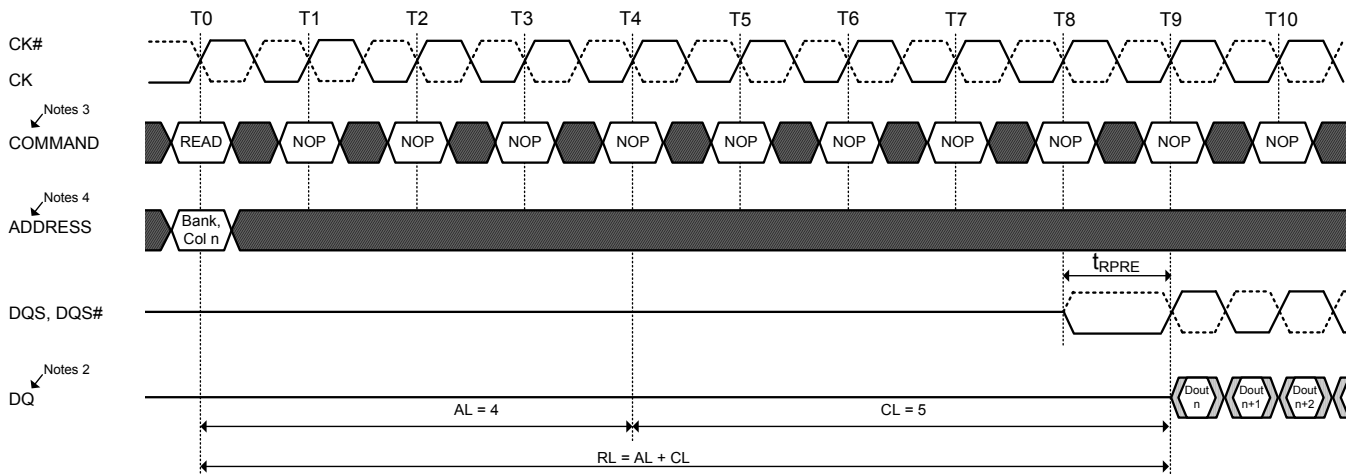 T0 T1 T2 T3 T4 T5 T6 T7 T8 T9 T10
CK#
CK
Notes 3
COMMAND READ NOP NOP NOP NOP NOP NOP NOP NOP NOP NOP
Notes 4
ADDRESS
Bank,
Col n
tRPRE
DQS, DQS#
Notes 2
DQ
Dout
n
Dout
n+1
Dout
n+2
AL = 4 CL = 5
RL = AL + CL